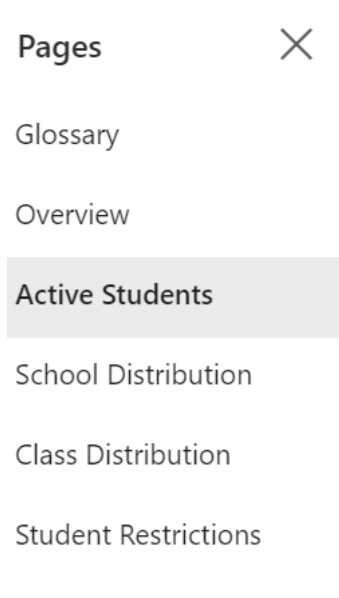 Pages
Glossary
Overview
Active Students
School Distribution
Class Distribution
Student Restrictions